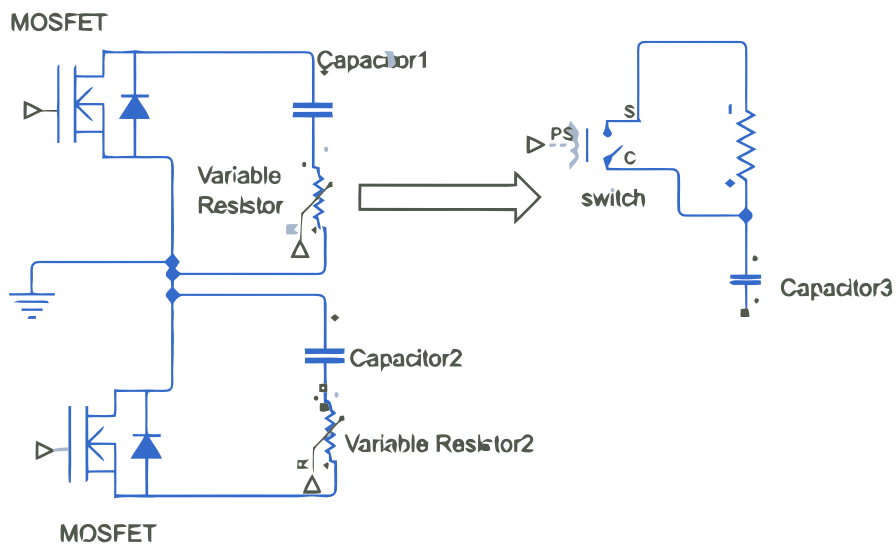 MOSFET
Capacitor1
S
PS
C
Variable
Resistor
switch
Capacitor3
Capacitor2
Variable Resistor2
R
MOSFET